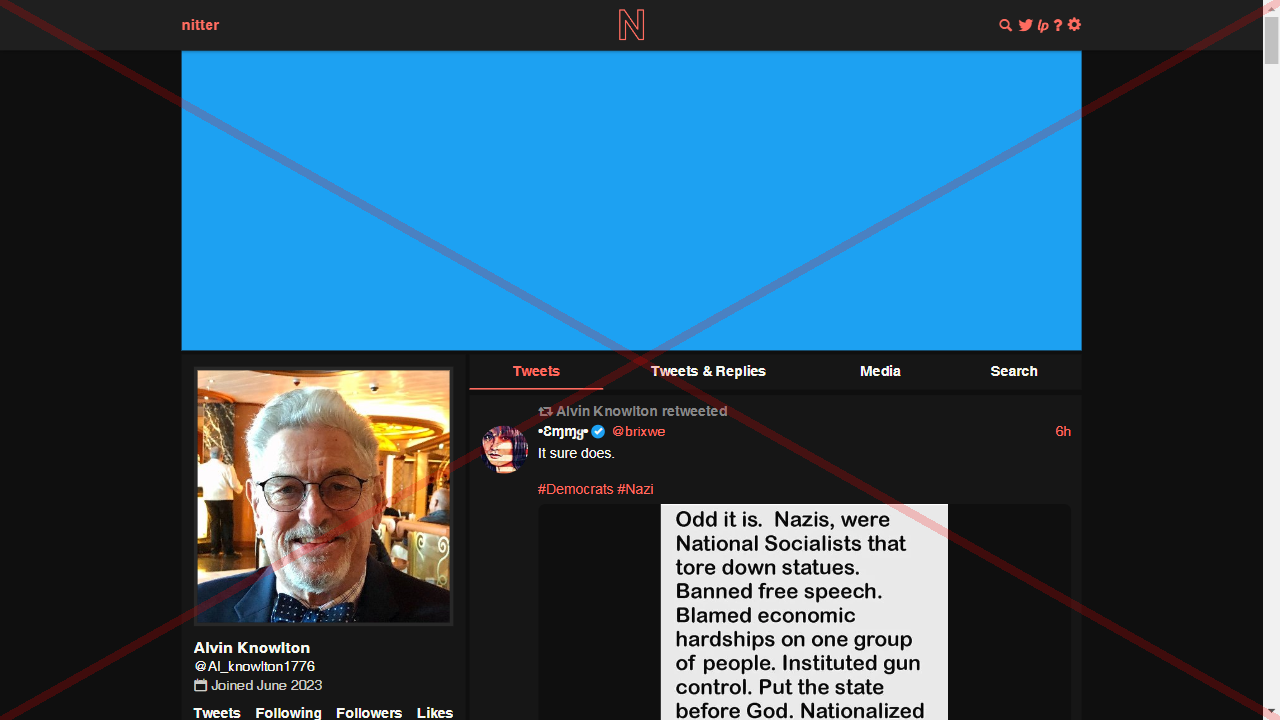 nitter
N
lp ?
Tweets
Tweets & Replies
Media
Search
Alvin Knowlton retweeted
•Ꮛɱɱყ• @brixwe
6h
It sure does.
#Democrats #Nazi
Odd it is. Nazis, were
National Socialists that
tore down statues.
Banned free speech.
Blamed economic
hardships on one group
of people. Instituted gun
control. Put the state
before God. Nationalized
Alvin Knowlton
@Al_knowlton1776
Joined June 2023
Tweets Following Followers Likes